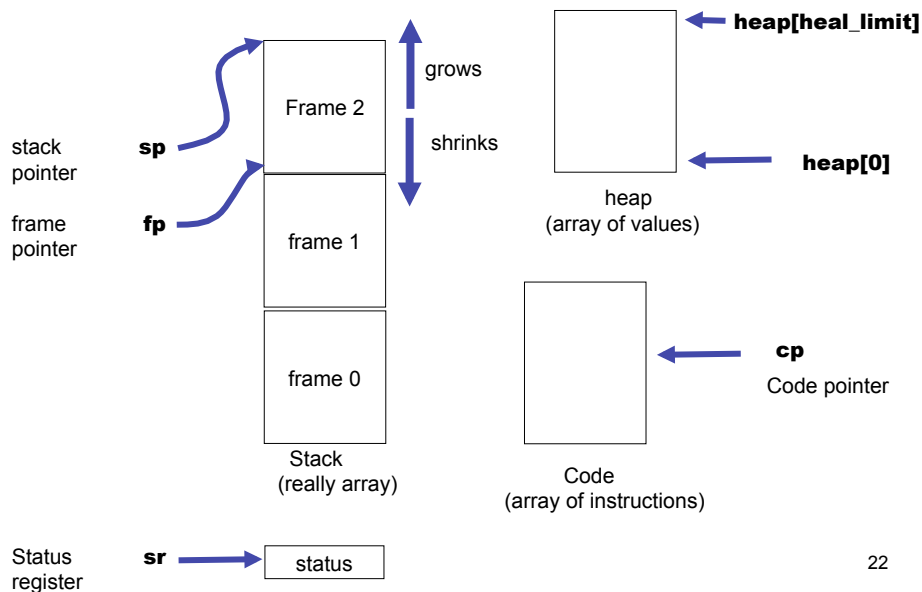 heap[heal_limit]
grows
Frame 2
shrinks
stack
pointer
sp
heap[0]
heap
(array of values)
frame
pointer
fp
frame 1
cp
Code pointer
frame 0
Stack
(really array)
Code
(array of instructions)
Status
register
sr
status
22